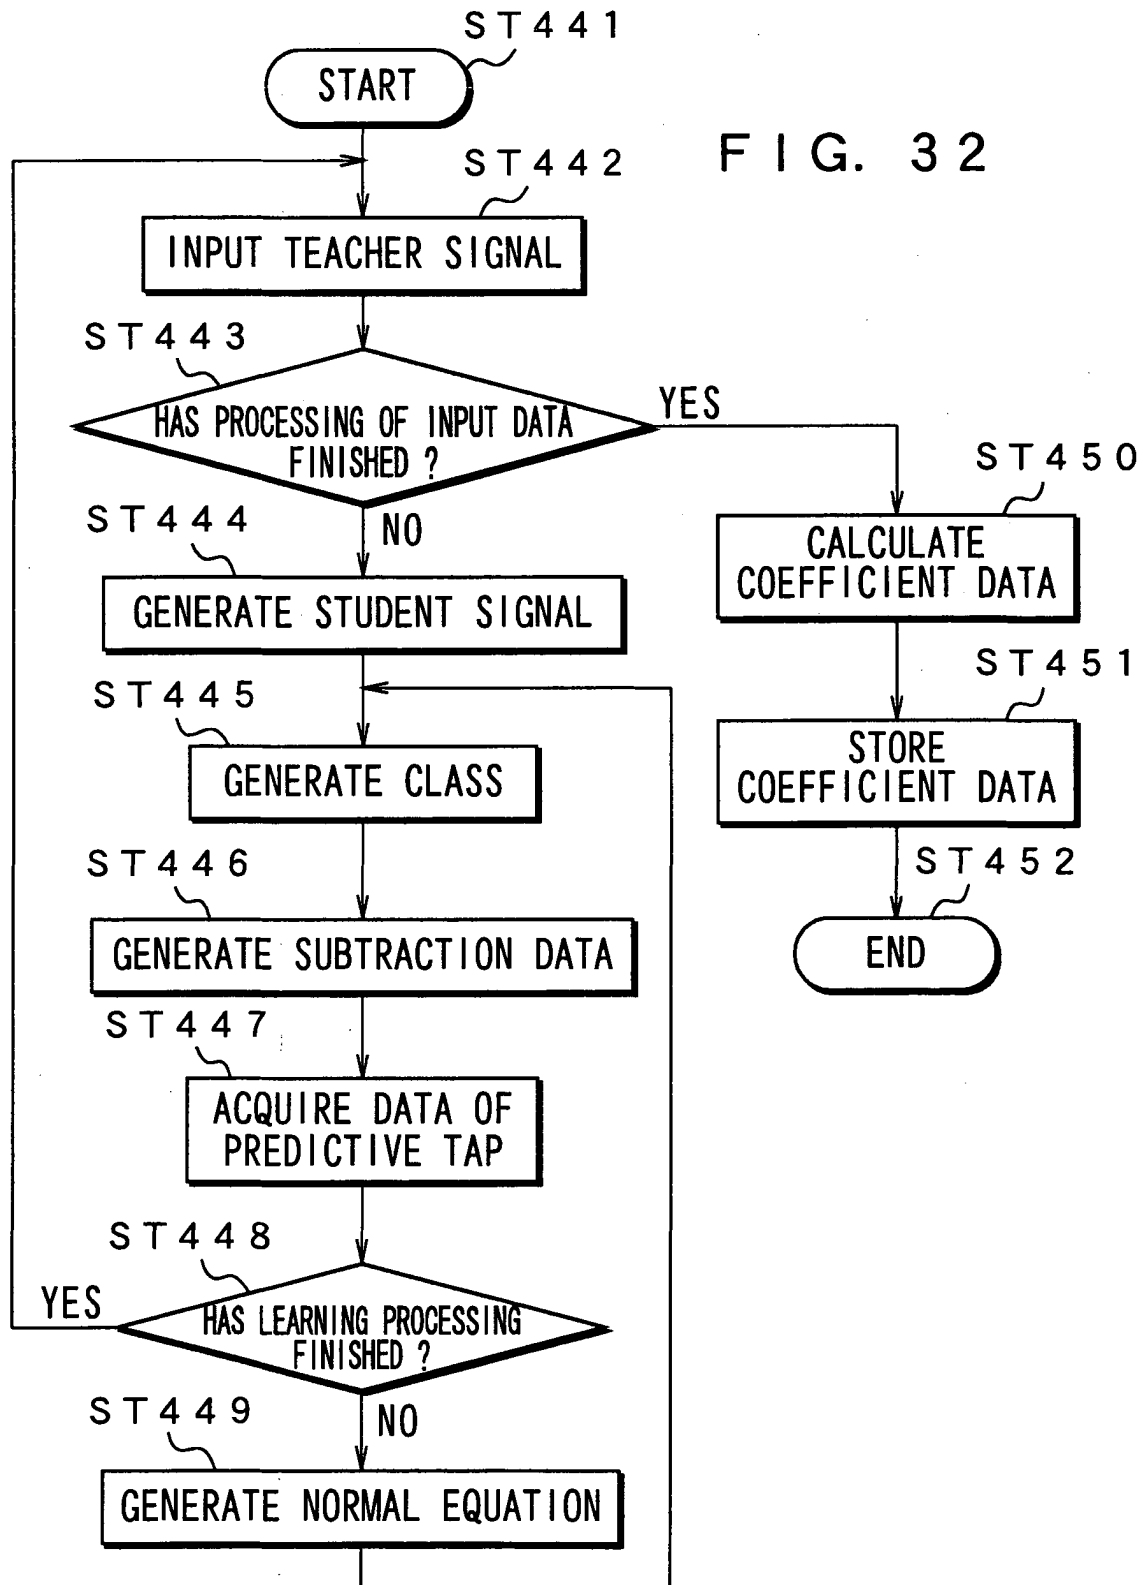 ST441
START
FIG. 32
ST442
INPUT TEACHER SIGNAL
ST443
HAS PROCESSING OF INPUT DATA
FINISHED ?
YES
NO
ST444
GENERATE STUDENT SIGNAL
ST445
GENERATE CLASS
ST446
GENERATE SUBTRACTION DATA
ST447
ACQUIRE DATA OF
PREDICTIVE TAP
ST448
HAS LEARNING PROCESSING
FINISHED ?
YES
NO
ST449
GENERATE NORMAL EQUATION
ST450
CALCULATE
COEFFICIENT DATA
ST451
STORE
COEFFICIENT DATA
ST452
END